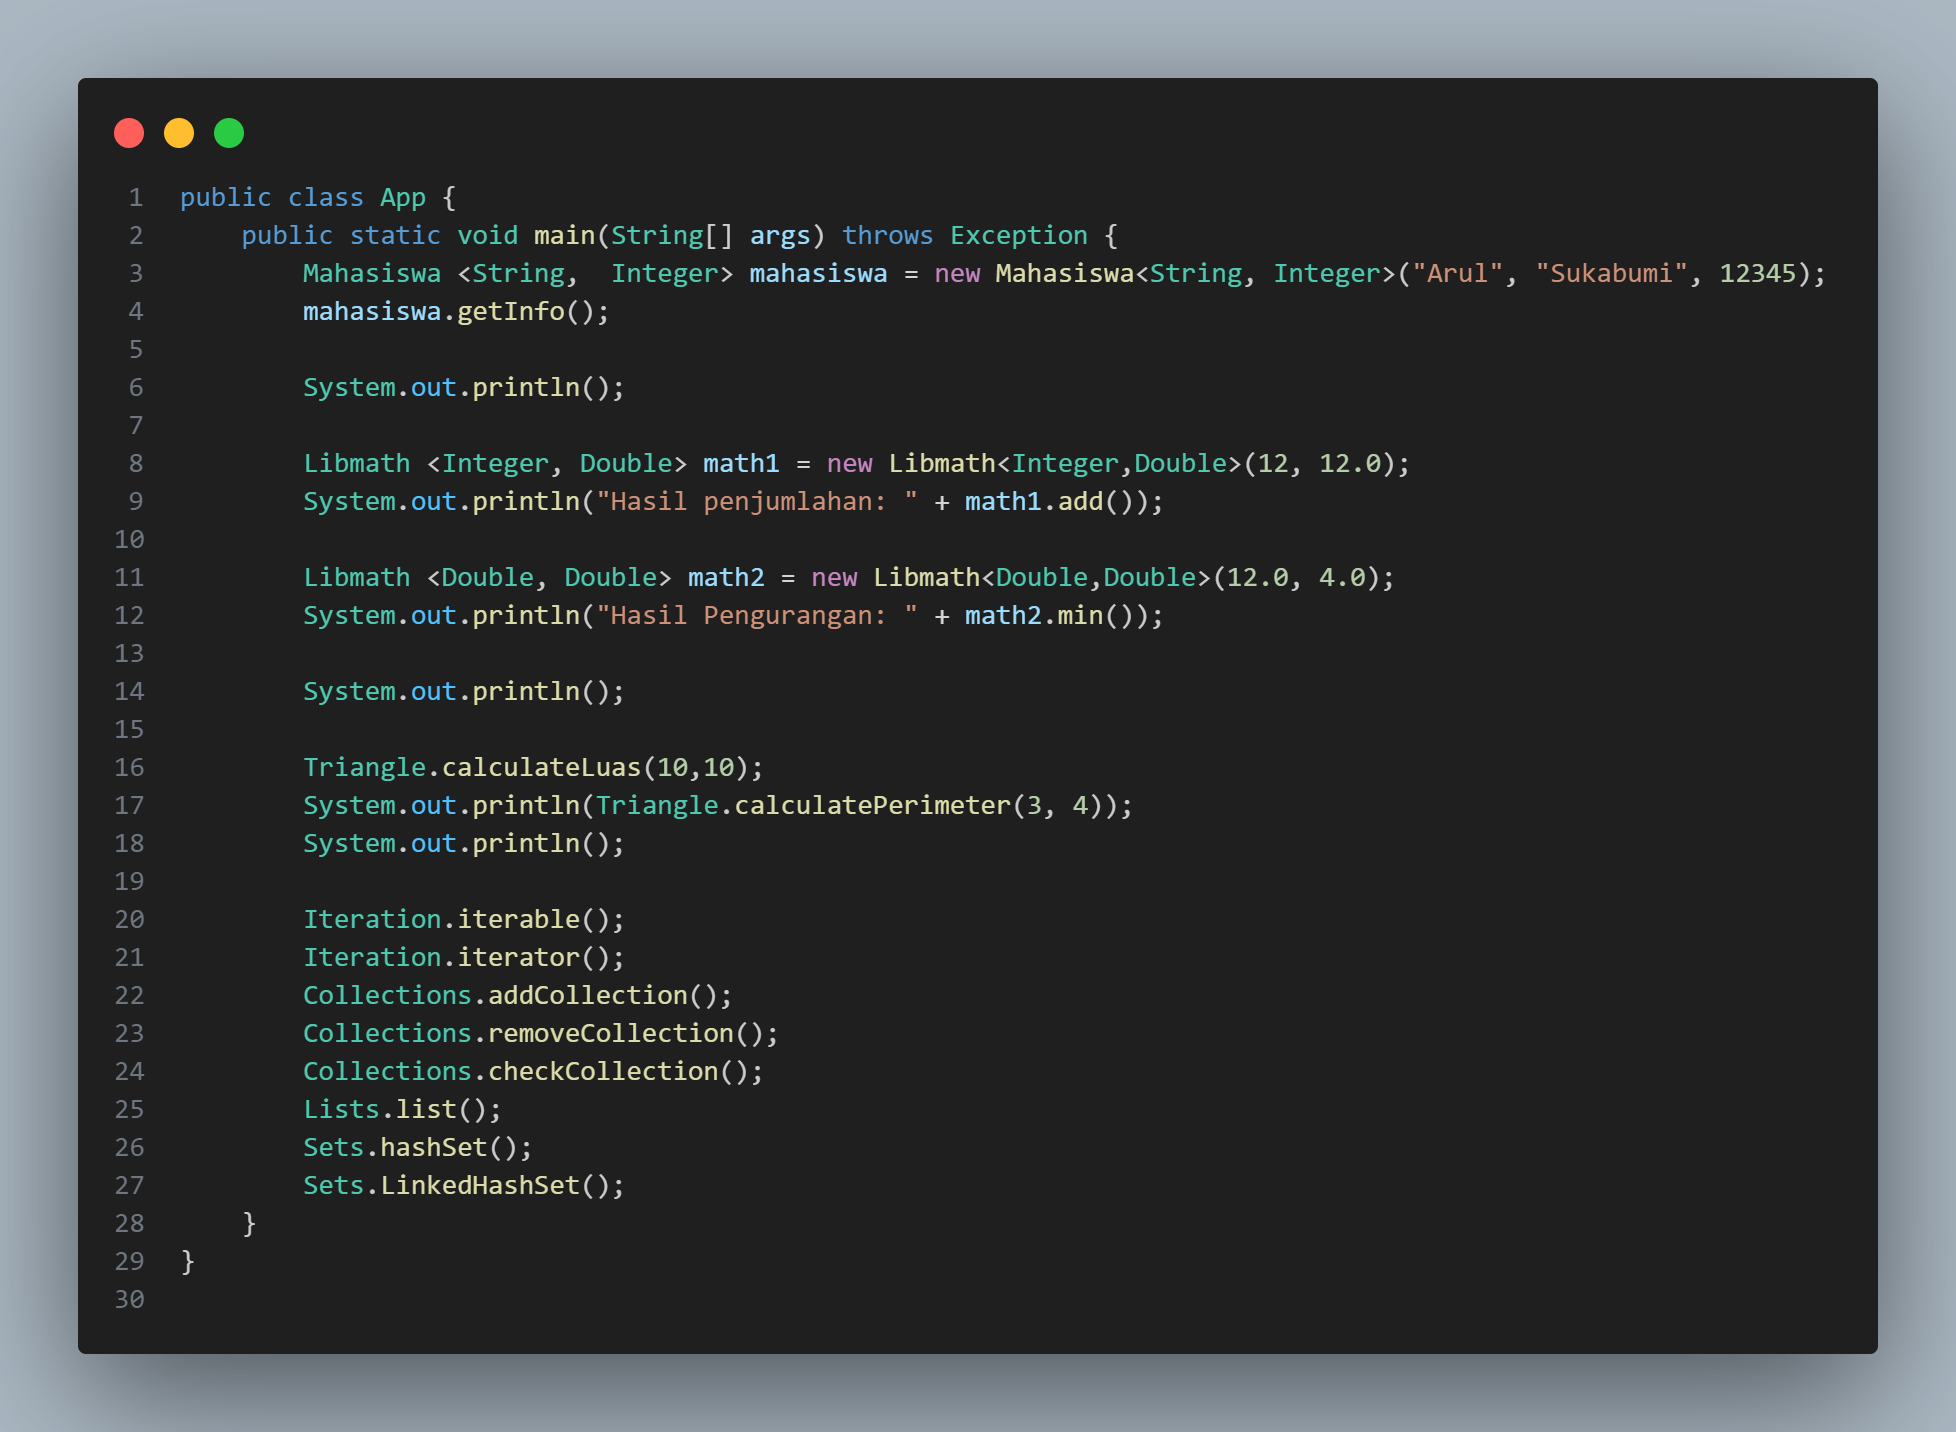 1 public class App {
2     public static void main(String[] args) throws Exception {
3         Mahasiswa <String,  Integer> mahasiswa = new Mahasiswa<String, Integer>("Arul", "Sukabumi", 12345);
4         mahasiswa.getInfo();
5
6         System.out.println();
7
8         Libmath <Integer, Double> math1 = new Libmath<Integer,Double>(12, 12.0);
9         System.out.println("Hasil penjumlahan: " + math1.add());
10
11         Libmath <Double, Double> math2 = new Libmath<Double,Double>(12.0, 4.0);
12         System.out.println("Hasil Pengurangan: " + math2.min());
13
14         System.out.println();
15
16         Triangle.calculateLuas(10,10);
17         System.out.println(Triangle.calculatePerimeter(3, 4));
18         System.out.println();
19
20         Iteration.iterable();
21         Iteration.iterator();
22         Collections.addCollection();
23         Collections.removeCollection();
24         Collections.checkCollection();
25         Lists.list();
26         Sets.hashSet();
27         Sets.LinkedHashSet();
28     }
29 }
30